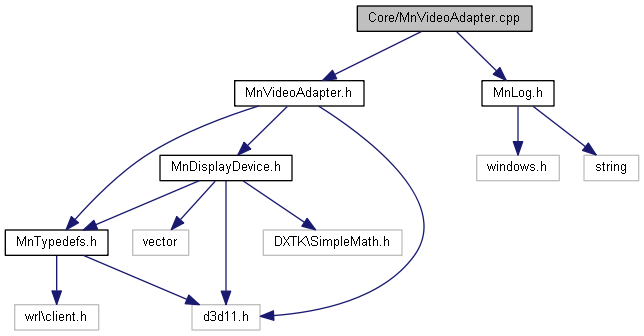 Core/MnVideoAdapter.cpp
MnVideoAdapter.h
MnLog.h
MnDisplayDevice.h
windows.h
string
MnTypedefs.h
vector
DXTK\SimpleMath.h
wrl\client.h
d3d11.h